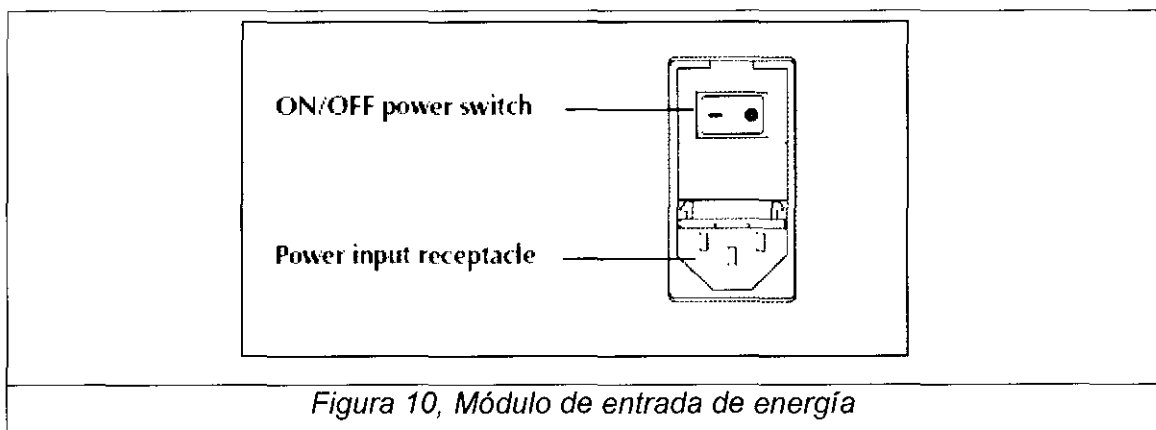 ON/OFF power switch
Power input receptacle
Figura 10, Módulo de entrada de energía